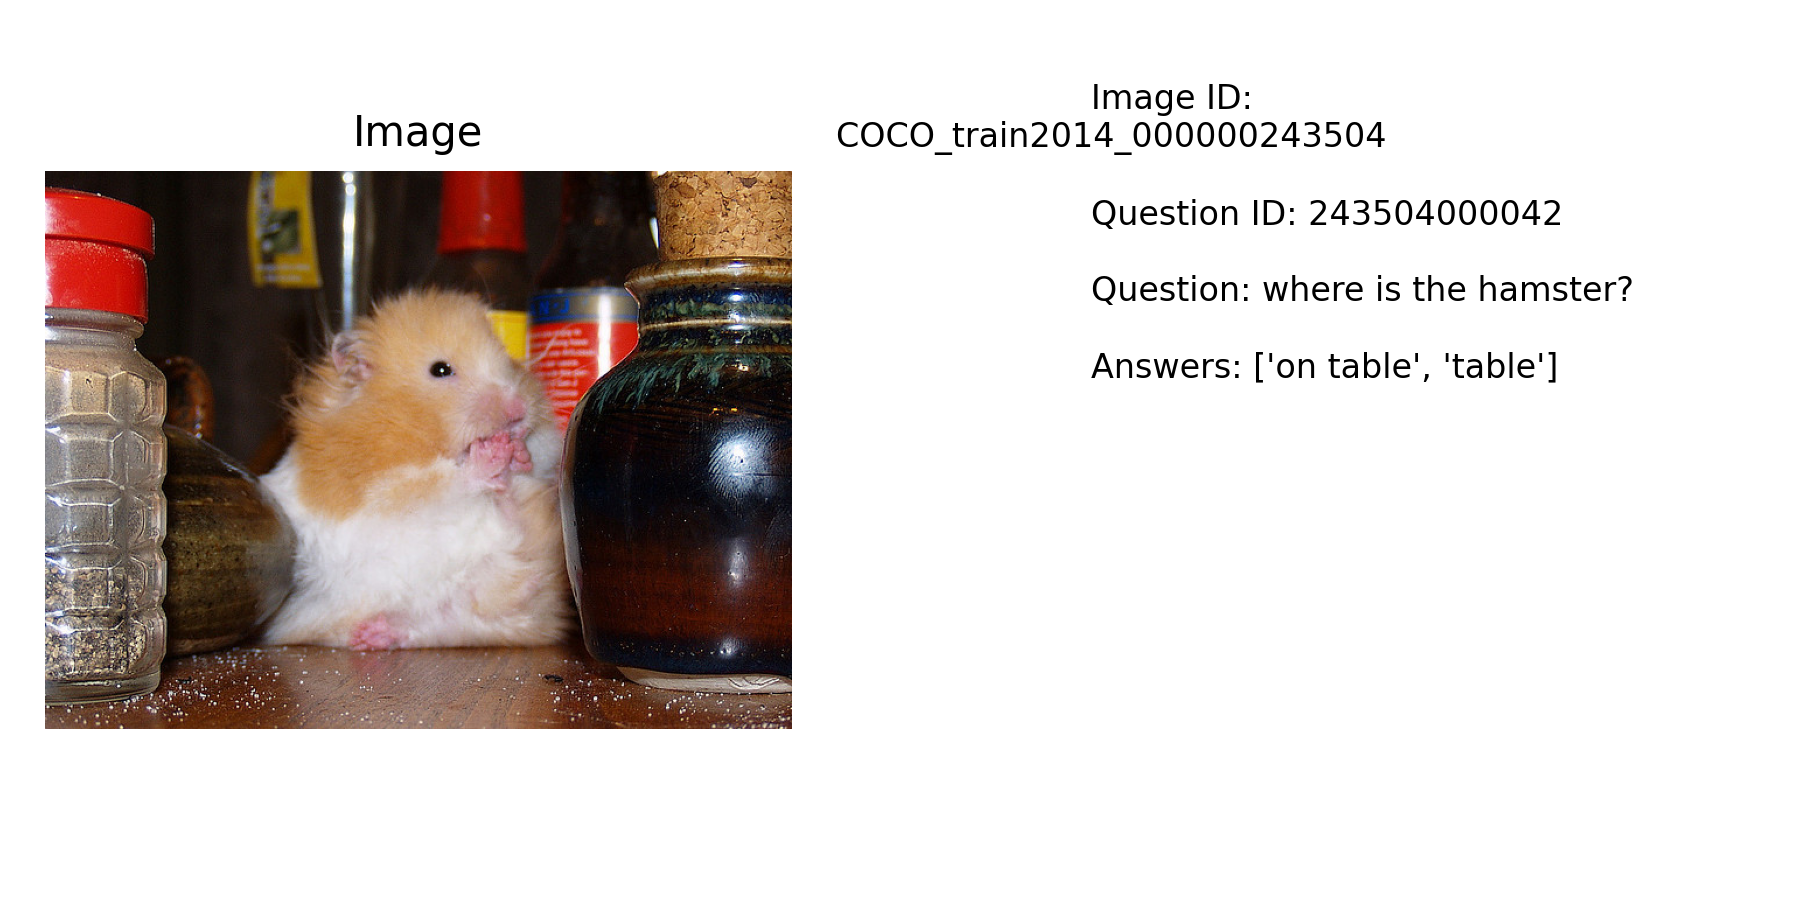 Image
Image ID:
COCO_train2014_000000243504
Question ID: 243504000042
Question: where is the hamster?
Answers: ['on table', 'table']